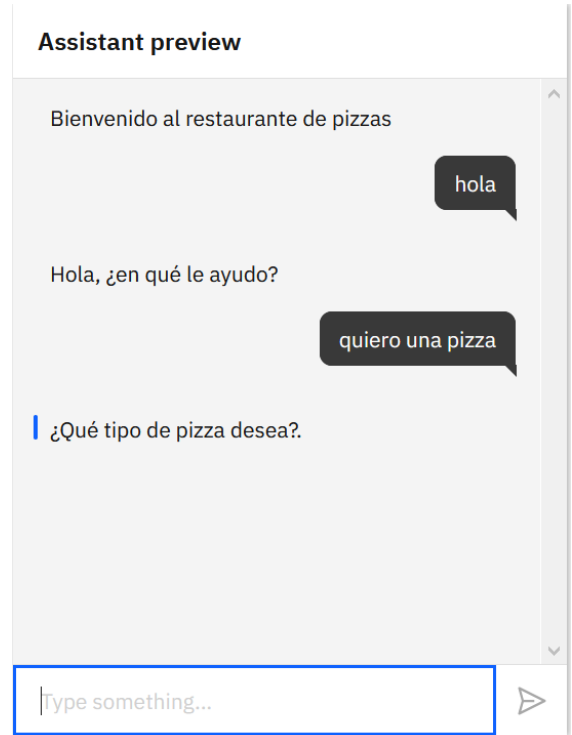 Assistant preview
Bienvenido al restaurante de pizzas
hola
Hola, ¿en qué le ayudo?
quiero una pizza
¿Qué tipo de pizza desea?.
Type something...